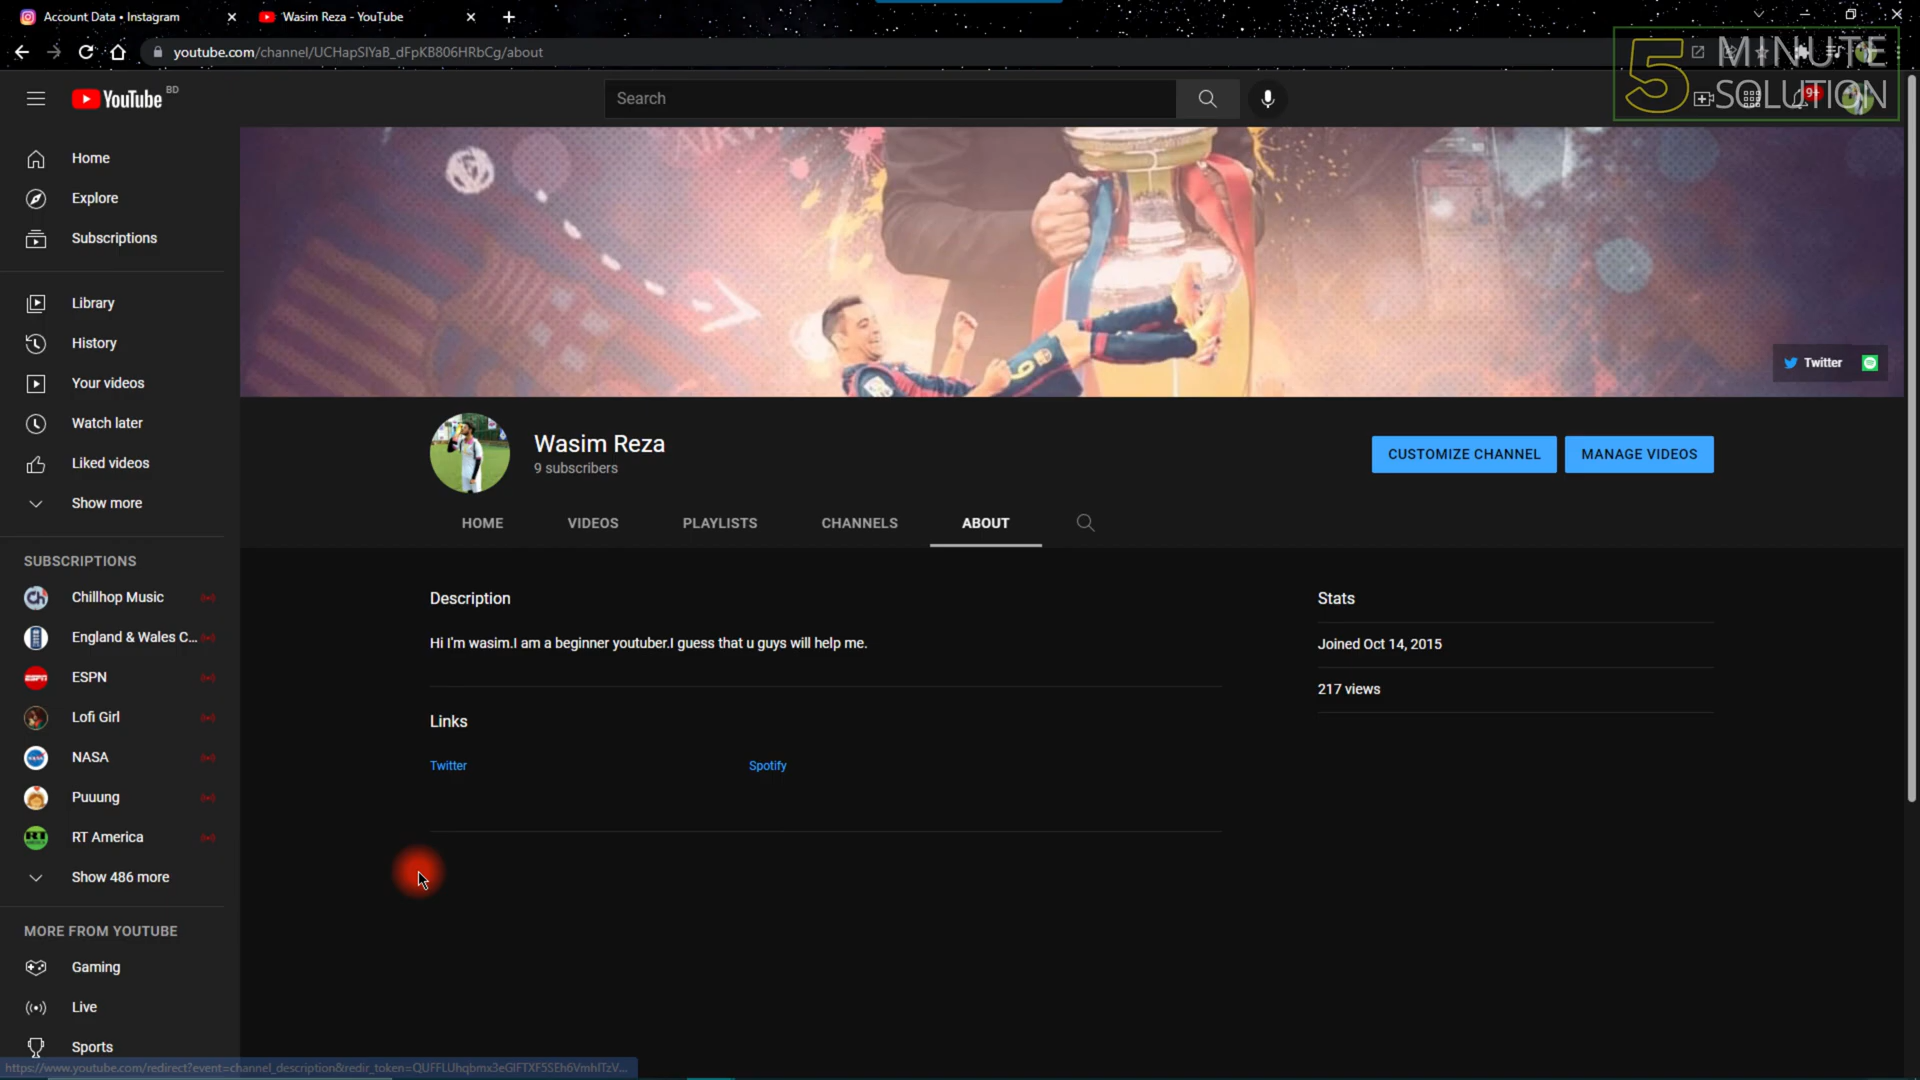 Account Data • Instagram
Wasim Reza - YouTube
youtube.com/channel/UCHapSIYaB_dFpKB806HRbCg/about
5 MINUTE SOLUTION
YouTube BD
Search
9+
Home
Explore
Subscriptions
Library
History
Your videos
Watch later
Liked videos
Show more
SUBSCRIPTIONS
Chillhop Music
England & Wales C...
ESPN
Lofi Girl
NASA
Puuung
RT America
Show 486 more
MORE FROM YOUTUBE
Gaming
Live
Sports
Twitter
Wasim Reza
9 subscribers
CUSTOMIZE CHANNEL
MANAGE VIDEOS
HOME
VIDEOS
PLAYLISTS
CHANNELS
ABOUT
Description
Hi I'm wasim.I am a beginner youtuber.I guess that u guys will help me.
Links
Twitter
Spotify
Stats
Joined Oct 14, 2015
217 views